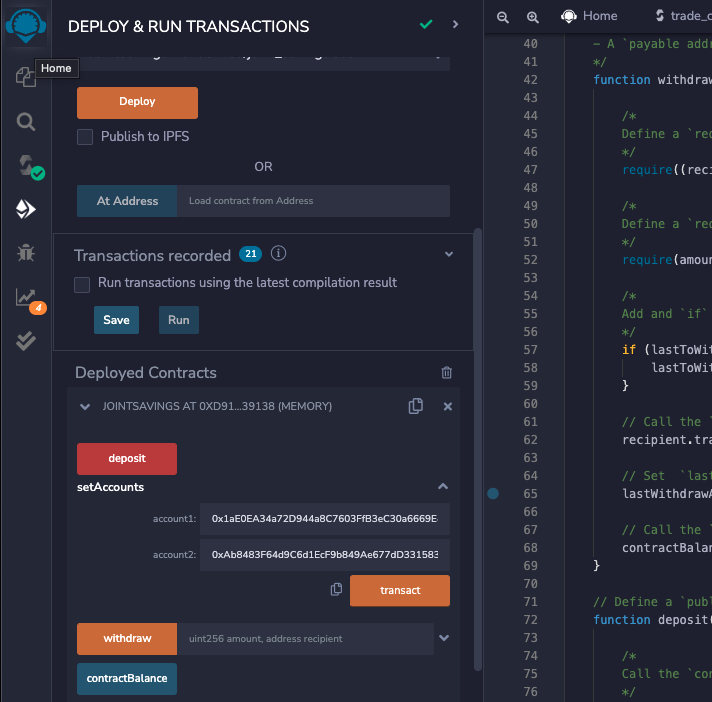 DEPLOY & RUN TRANSACTIONS
Home
Deploy
Publish to IPFS
OR
At Address
Load contract from Address
Transactions recorded 21
Run transactions using the latest compilation result
Save
Run
4
Deployed Contracts
JOINTSAVINGS AT 0XD91...39138 (MEMORY)
deposit
setAccounts
account1: 0x1aE0EA34a72D944a8C7603FfB3eC30a6669E
account2: 0xAb8483F64d9C6d1EcF9b849Ae677dD331583
transact
withdraw
uint256 amount, address recipient
contractBalance
Home
trade_c
40 - A `payable addr
41 */
42 function withdraw
43
44 /*
45 Define a `rec
46 */
47 require((reci
48
49 /*
50 Define a `rec
51 */
52 require(amoun
53
54 /*
55 Add and `if`
56 */
57 if (lastToWit
58 lastToWit
59 }
60
61 // Call the `
62 recipient.tra
63
64 // Set `last
65 lastWithdrawA
66
67 // Call the `
68 contractBalan
69 }
70
71 // Define a `publ
72 function deposit(
73
74 /*
75 Call the `con
76 */